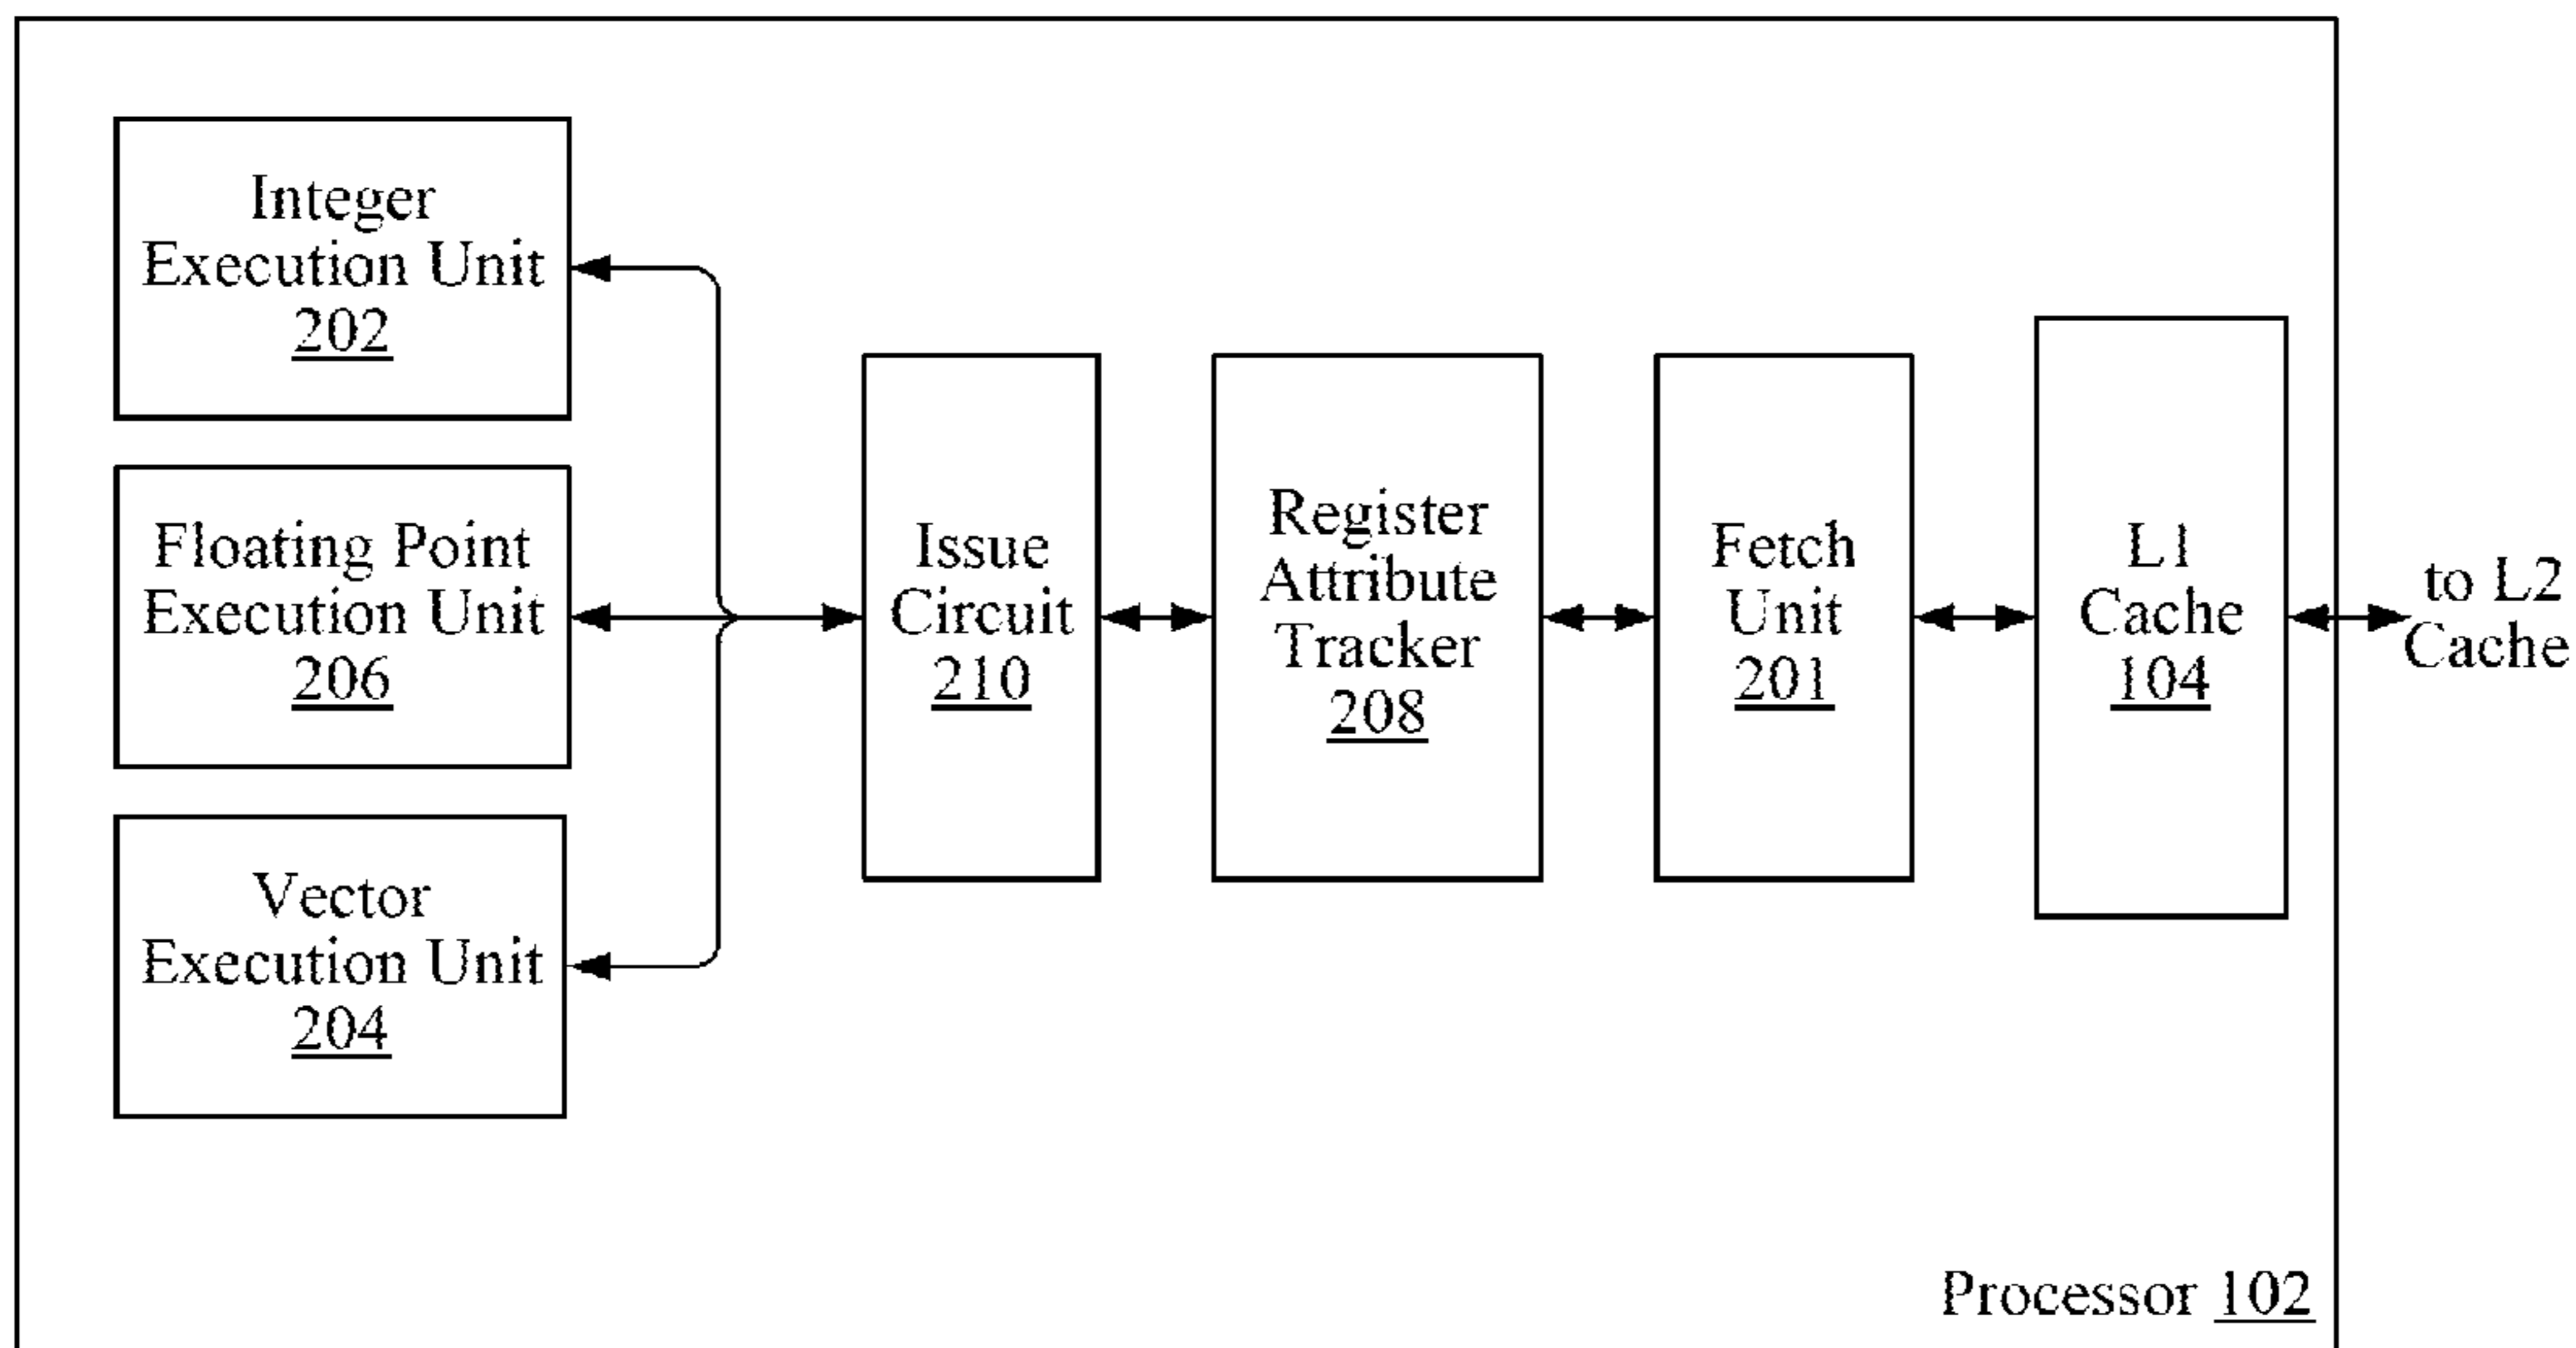 Integer
Execution Unit
202
Floating Point
Execution Unit
206
Vector
Execution Unit
204
Issue
Circuit
210
Register
Attribute
Tracker
208
Fetch
Unit
201
L1
Cache
104
to L2
Cache
Processor 102